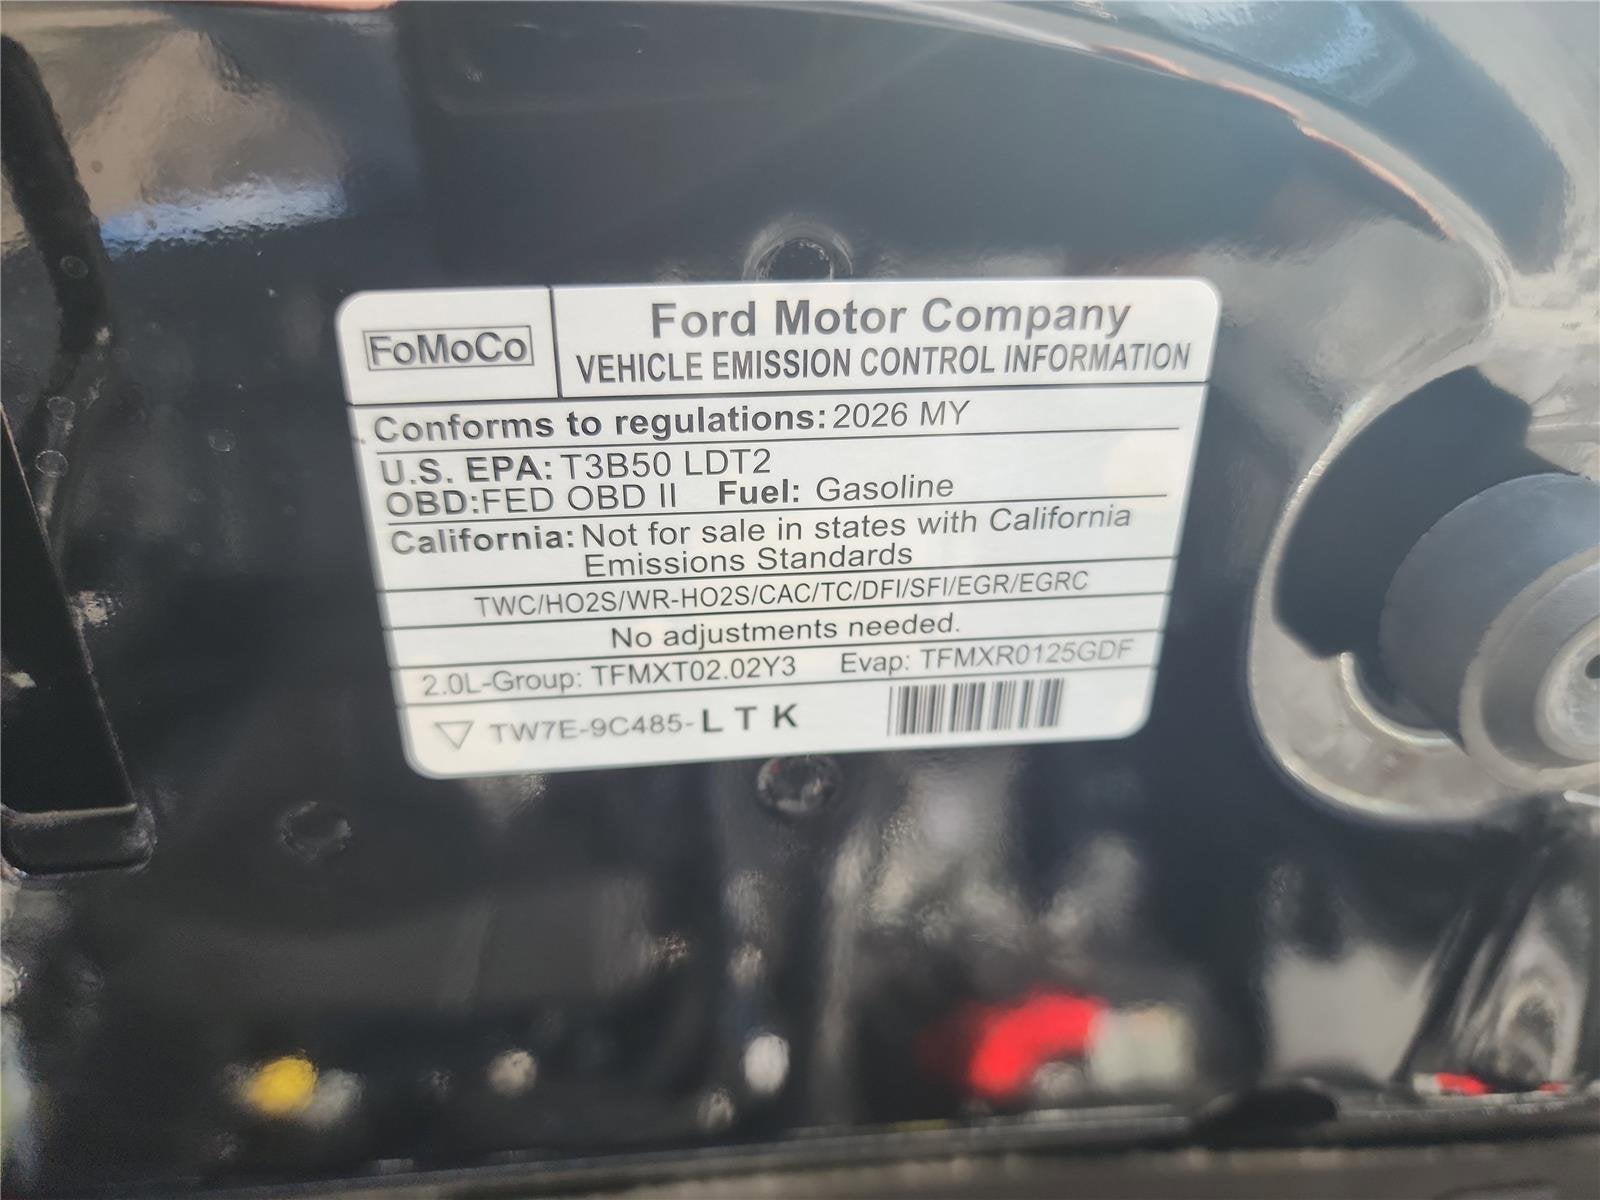 FoMoCo
Ford Motor Company
VEHICLE EMISSION CONTROL INFORMATION
Conforms to regulations: 2026 MY
U.S. EPA: T3B50 LDT2
OBD:FED OBD II Fuel: Gasoline
California: Not for sale in states with California
Emissions Standards
TWC/HO2S/WR-HO2S/CAC/TC/DFI/SFI/EGR/EGRC
No adjustments needed.
2.0L-Group: TFMXT02.02Y3 Evap: TFMXR0125GDF
TW7E-9C485-LTK